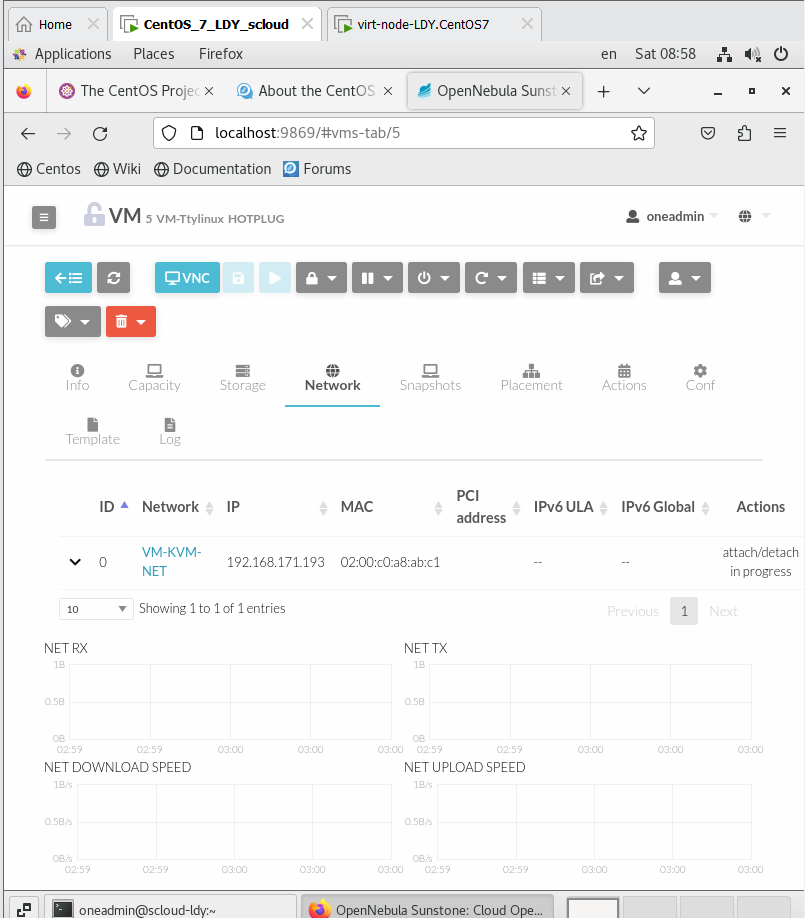 Home CentOS_7_LDY_scloud virt-node-LDY.CentOS7
Applications Places Firefox en Sat 08:58
The CentOS Projec About the CentOS OpenNebula Sunst
localhost:9869/#vms-tab/5
Centos Wiki Documentation Forums
VM 5 VM-Ttylinux HOTPLUG oneadmin
VNC
Info Capacity Storage Network Snapshots Placement Actions Conf
Template Log
ID Network IP MAC PCI address IPv6 ULA IPv6 Global Actions
0 VM-KVM-NET 192.168.171.193 02:00:c0:a8:ab:c1 -- -- attach/detach in progress
10 Showing 1 to 1 of 1 entries Previous 1 Next
NET RX NET TX
1B 1B
0.5B 0.5B
0B 0B
02:59 02:59 03:00 03:00 03:00 02:59 02:59 03:00 03:00 03:00
NET DOWNLOAD SPEED NET UPLOAD SPEED
1B/s 1B/s
0.5B/s 0.5B/s
0B/s 0B/s
02:59 02:59 03:00 03:00 03:00 02:59 02:59 03:00 03:00 03:00
oneadmin@scloud-ldy:~ OpenNebula Sunstone: Cloud Ope...